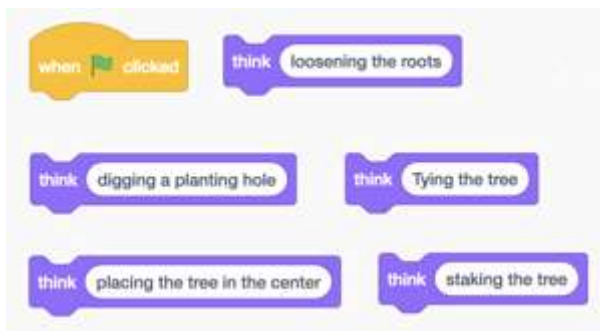 when clicked
think loosening the roots
think digging a planting hole
think Tying the tree
think placing the tree in the center
think staking the tree